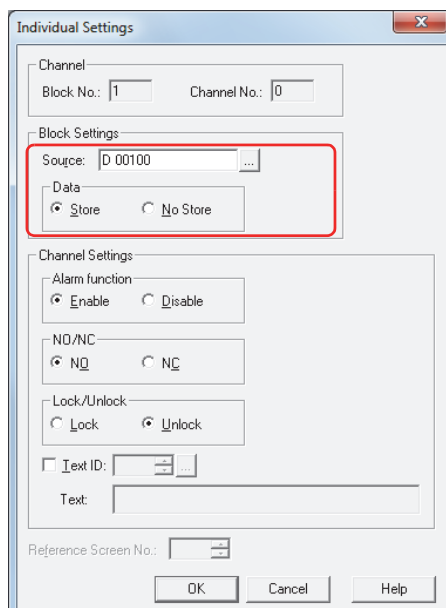 Individual Settings
Channel
Block No.: 1 Channel No.: 0
Block Settings
Source: D 00100 ...
Data
Store No Store
Channel Settings
Alarm function
Enable Disable
NO/NC
NO NC
Lock/Unlock
Lock Unlock
Text ID: ...
Text:
Reference Screen No.:
OK Cancel Help